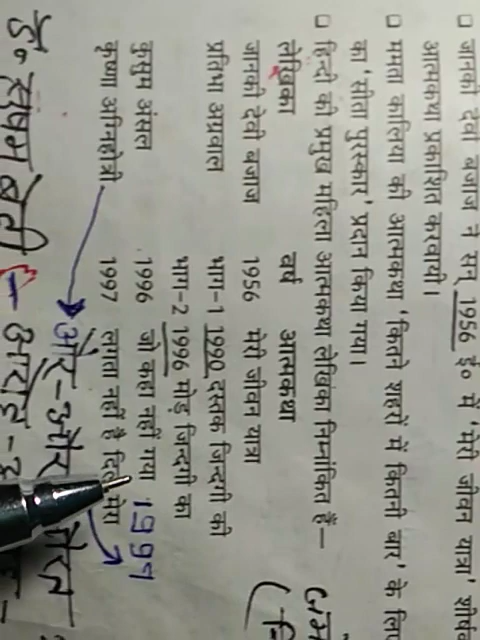 □ जानकी देवी बजाज ने सन् 1956 ई० में 'मेरी जीवन यात्रा' शीर्षक
आत्मकथा प्रकाशित करवायी।
□ ममता कालिया की आत्मकथा 'कितने शहरों में कितनी बार' के लिए
का 'सीता पुरस्कार' प्रदान किया गया।
□ हिन्दी की प्रमुख महिला आत्मकथा लेखिका निम्नांकित हैं–
लेखिका वर्ष आत्मकथा
जानकी देवी बजाज 1956 मेरी जीवन यात्रा
प्रतिभा अग्रवाल भाग-1 1990 दस्तक जिन्दगी की
भाग-2 1996 मोड़ जिन्दगी का
कुसुम अंसल 1996 जो कहा नहीं गया 1997
कृष्णा अग्निहोत्री 1997 लगता नहीं है दिल मेरा
और-और